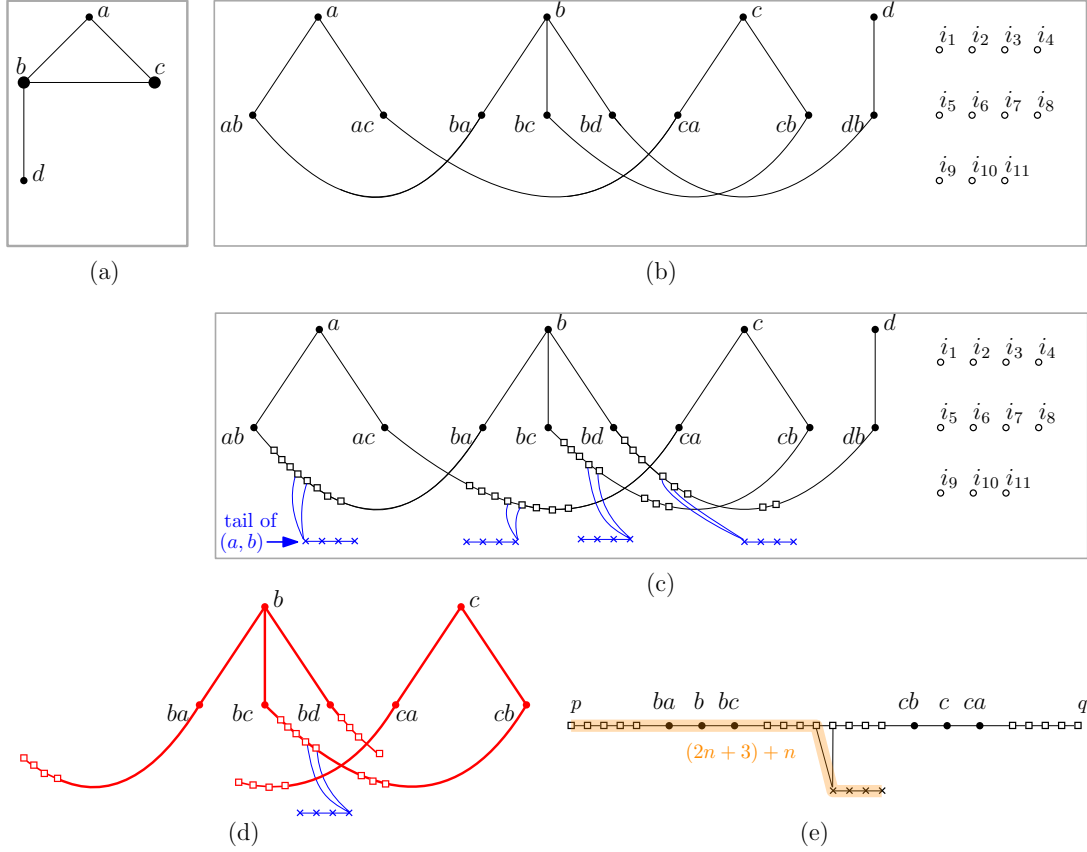 a
b c
d
(a)
a b c d
i₁ i₂ i₃ i₄
ab ac ba bc bd ca cb db
i₅ i₆ i₇ i₈
i₉ i₁₀ i₁₁
(b)
a b c d
i₁ i₂ i₃ i₄
ab ac ba bc bd ca cb db
i₅ i₆ i₇ i₈
i₉ i₁₀ i₁₁
tail of
(a, b)
(c)
b c
ba bc bd ca cb
(d)
p ba b bc cb c ca q
(2n + 3) + n
(e)